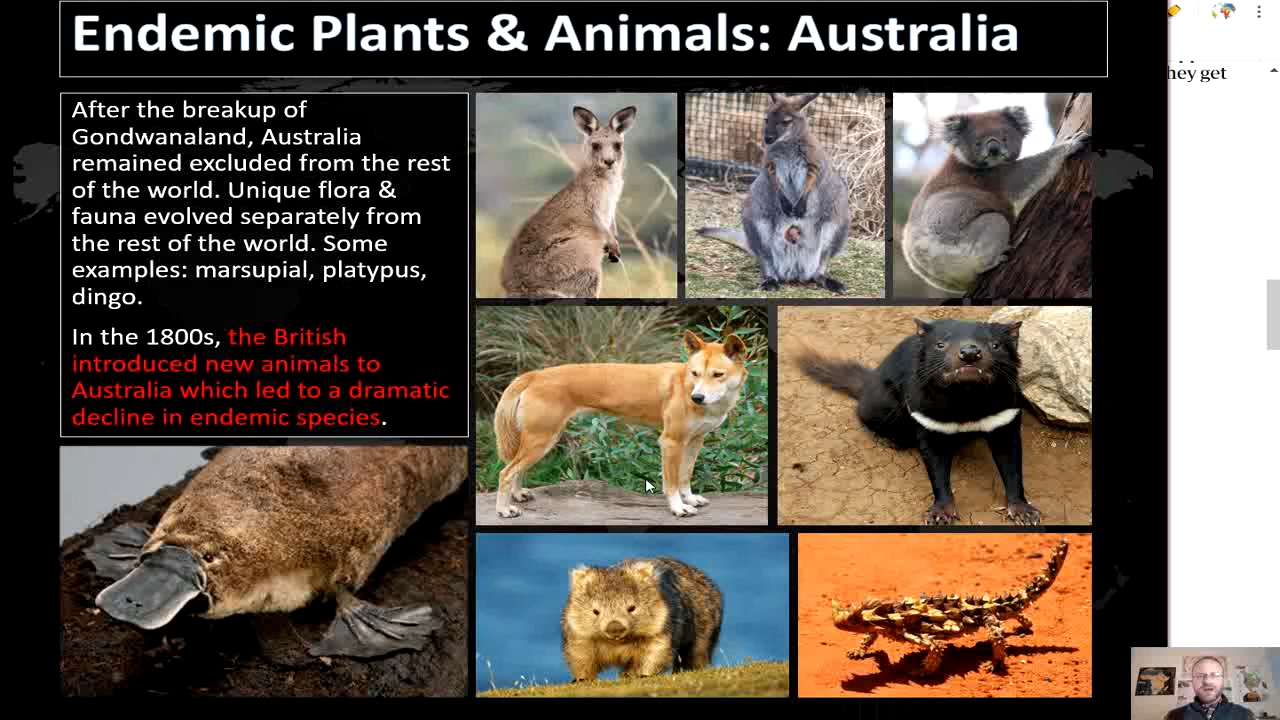 Endemic Plants & Animals: Australia
After the breakup of
Gondwanaland, Australia
remained excluded from the rest
of the world. Unique flora &
fauna evolved separately from
the rest of the world. Some
examples: marsupial, platypus,
dingo.
In the 1800s, the British
introduced new animals to
Australia which led to a dramatic
decline in endemic species.
hey get